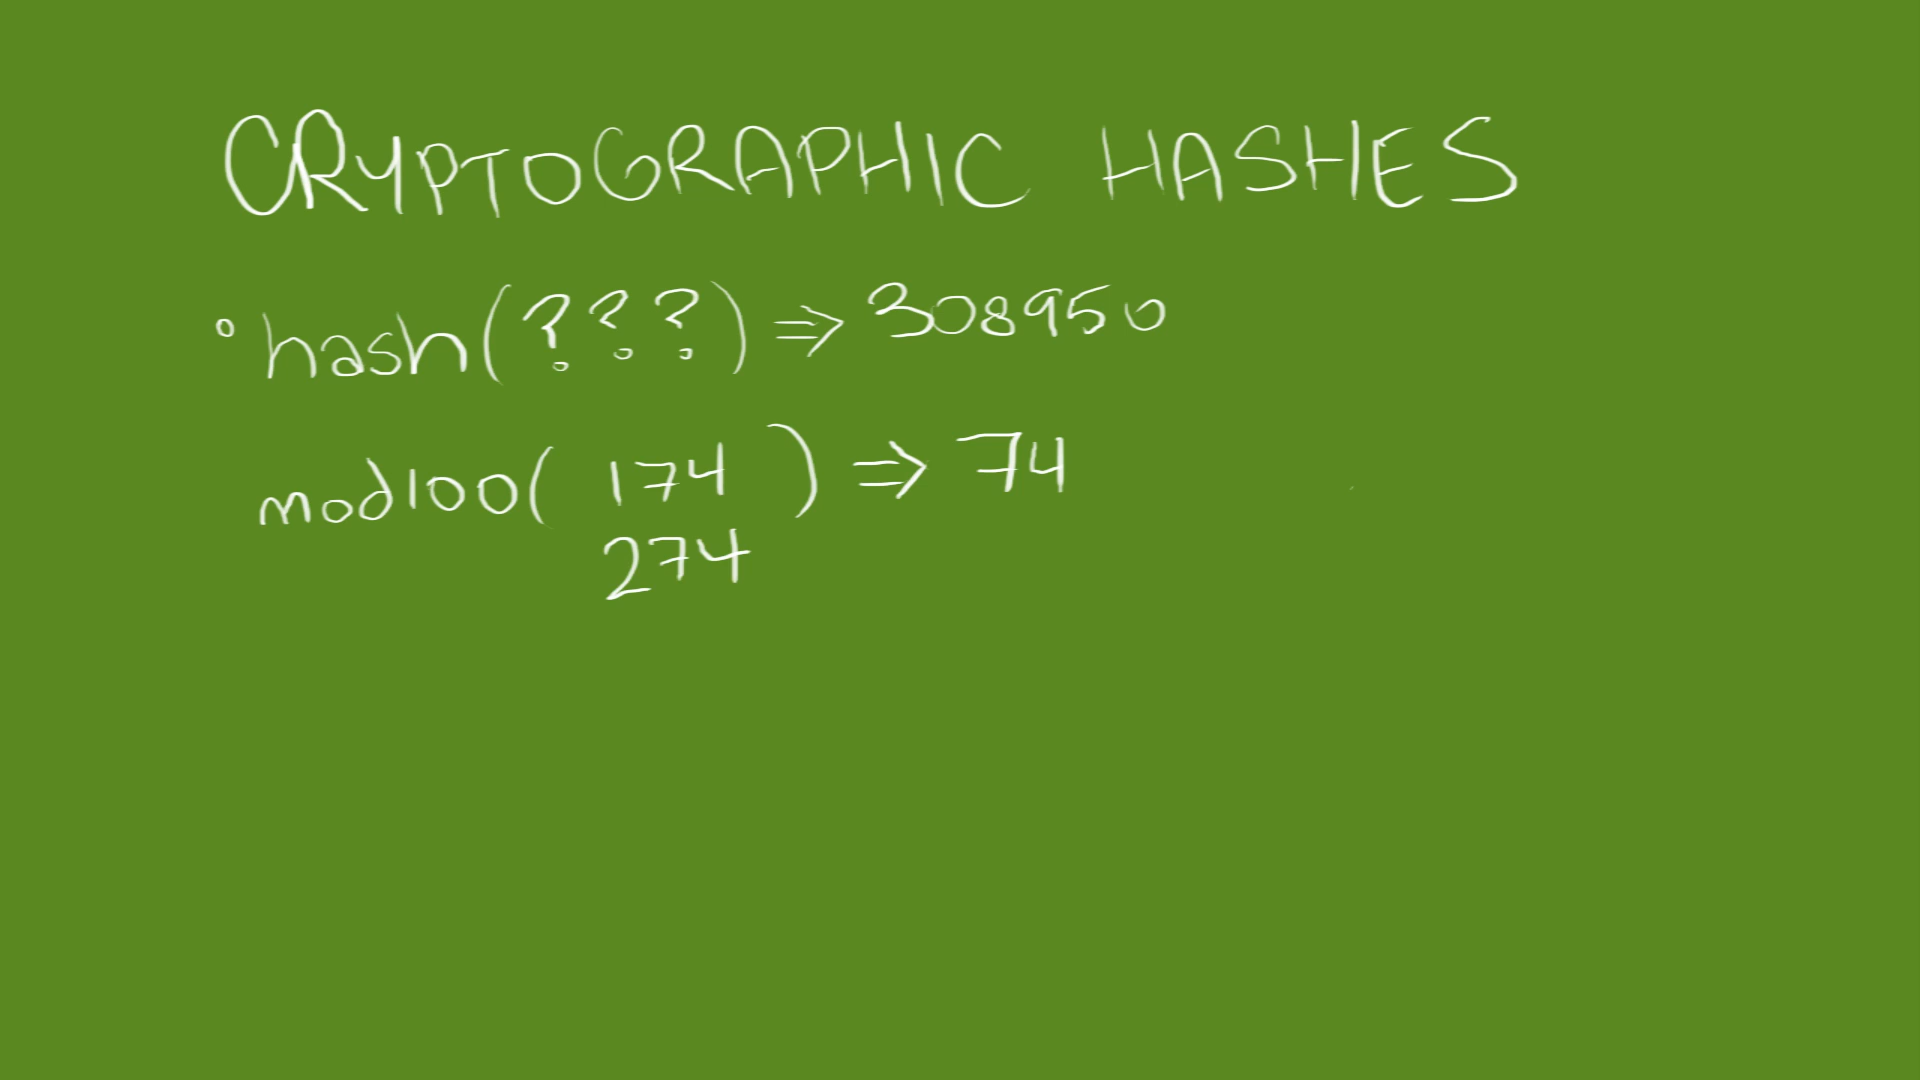 CRYPTOGRAPHIC HASHES
° hash(???) ⇒ 308950
mod100( 174 ) ⇒ 74
274